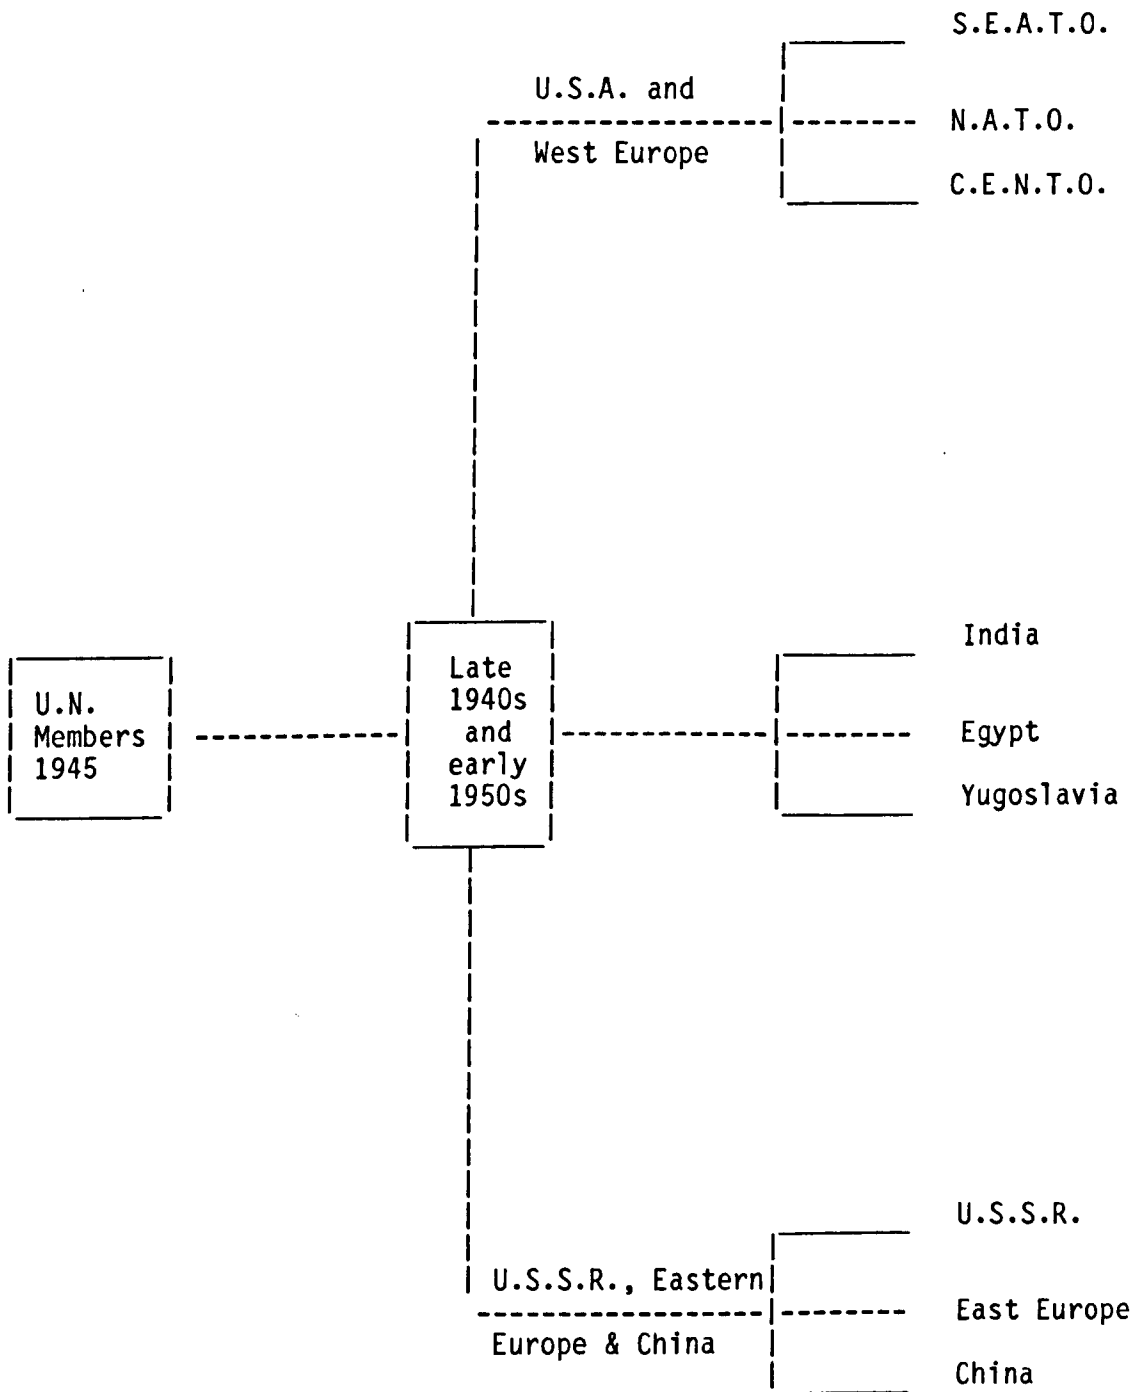 S.E.A.T.O.
U.S.A. and
N.A.T.O.
West Europe
C.E.N.T.O.
India
Late
1940s
and
early
1950s
U.N.
Members
1945
Egypt
Yugoslavia
U.S.S.R.
U.S.S.R., Eastern
East Europe
Europe & China
China